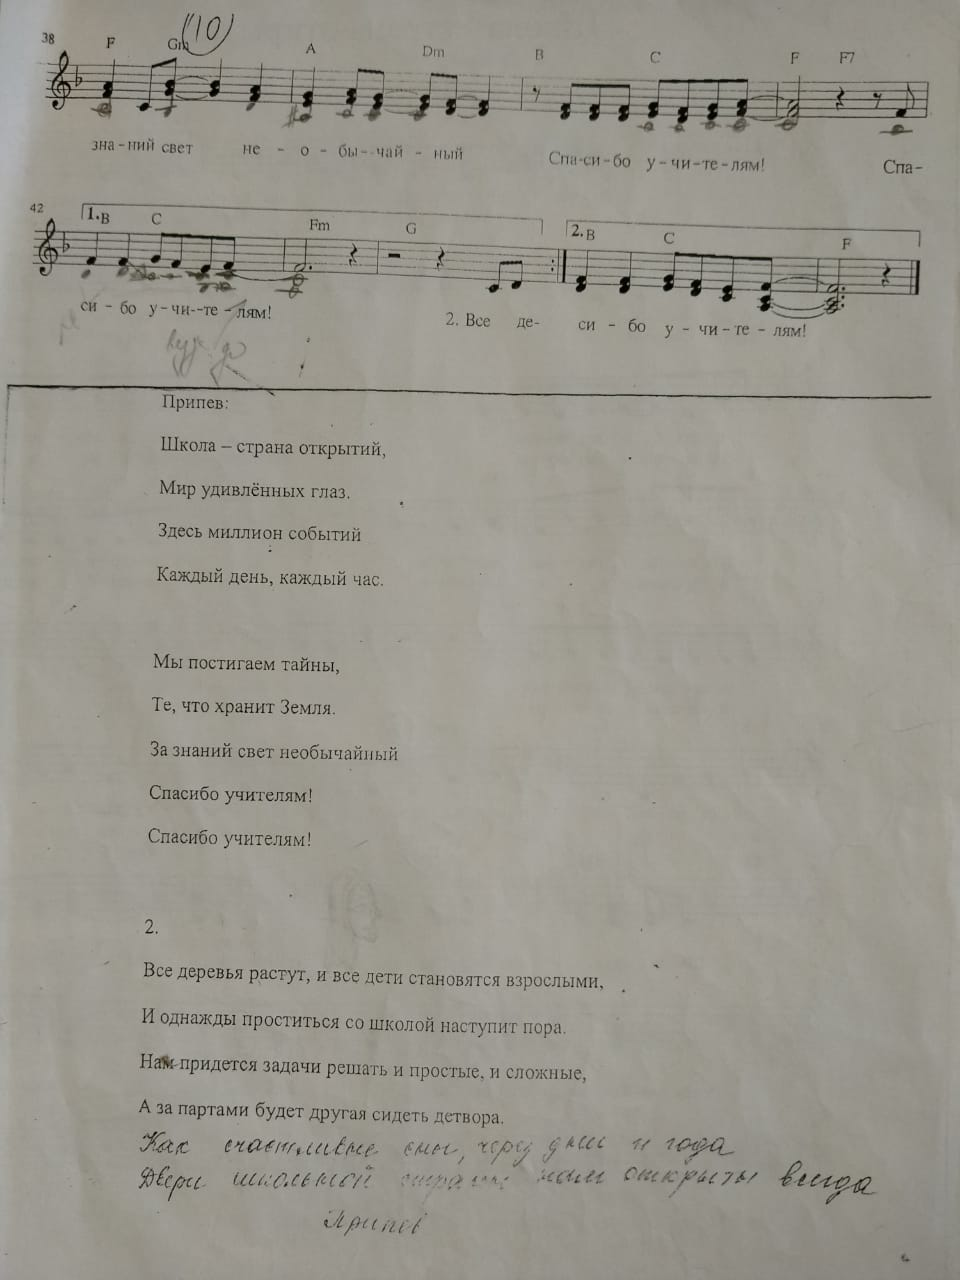 (10)
38 F Gm A Dm B C F F7
зна-ний свет не - о - бы--чай - ный Спа-си-бо у-чи-те-лям! Спа-
42 1. B C Fm G 2. B C F
си - бо у-чи--те - лям! 2. Все де- си - бо у - чи-те - лям!
Припев:
Школа – страна открытий,
Мир удивлённых глаз.
Здесь миллион событий
Каждый день, каждый час.
Мы постигаем тайны,
Те, что хранит Земля.
За знаний свет необычайный
Спасибо учителям!
Спасибо учителям!
2.
Все деревья растут, и все дети становятся взрослыми,
И однажды проститься со школой наступит пора.
Нам придется задачи решать и простые, и сложные,
А за партами будет другая сидеть детвора.
Как счастливые сны, через дни и года
Двери школьной страны нам открыты всегда
Припев